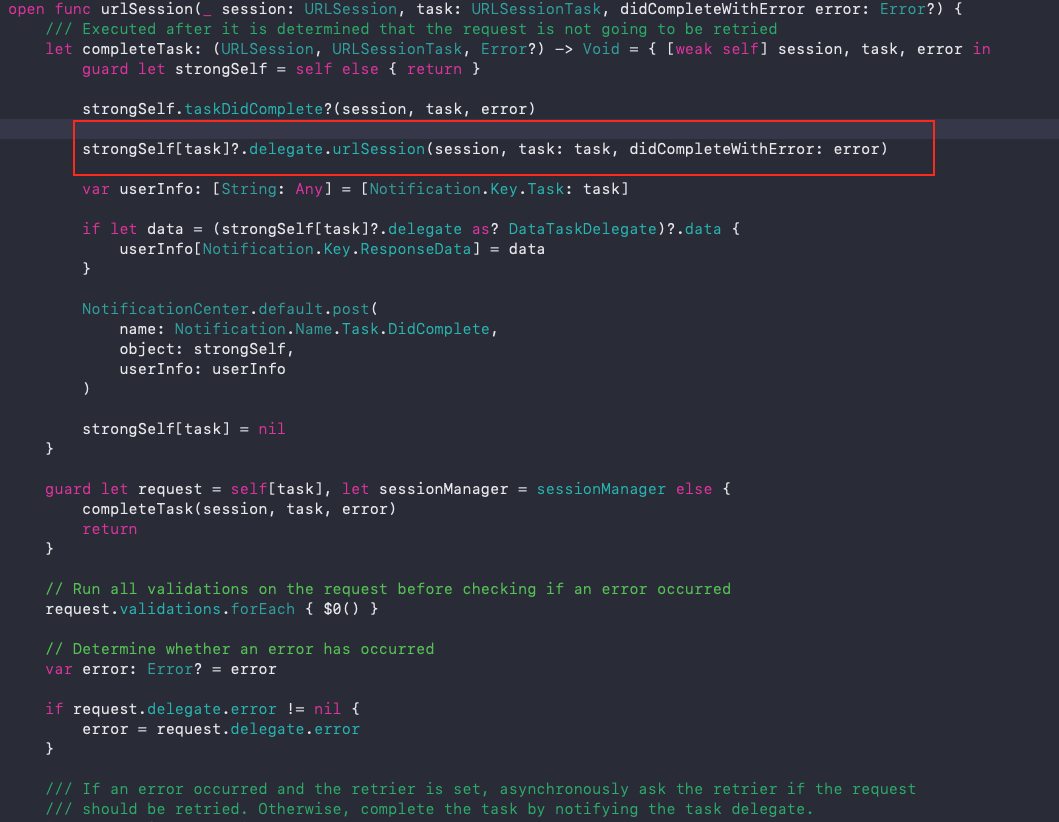 open func urlSession(_ session: URLSession, task: URLSessionTask, didCompleteWithError error: Error?) {
/// Executed after it is determined that the request is not going to be retried
let completeTask: (URLSession, URLSessionTask, Error?) -> Void = { [weak self] session, task, error in
guard let strongSelf = self else { return }
strongSelf.taskDidComplete?(session, task, error)
strongSelf[task]?.delegate.urlSession(session, task: task, didCompleteWithError: error)
var userInfo: [String: Any] = [Notification.Key.Task: task]
if let data = (strongSelf[task]?.delegate as? DataTaskDelegate)?.data {
userInfo[Notification.Key.ResponseData] = data
}
NotificationCenter.default.post(
name: Notification.Name.Task.DidComplete,
object: strongSelf,
userInfo: userInfo
)
strongSelf[task] = nil
}
guard let request = self[task], let sessionManager = sessionManager else {
completeTask(session, task, error)
return
}
// Run all validations on the request before checking if an error occurred
request.validations.forEach { $0() }
// Determine whether an error has occurred
var error: Error? = error
if request.delegate.error != nil {
error = request.delegate.error
}
/// If an error occurred and the retrier is set, asynchronously ask the retrier if the request
/// should be retried. Otherwise, complete the task by notifying the task delegate.